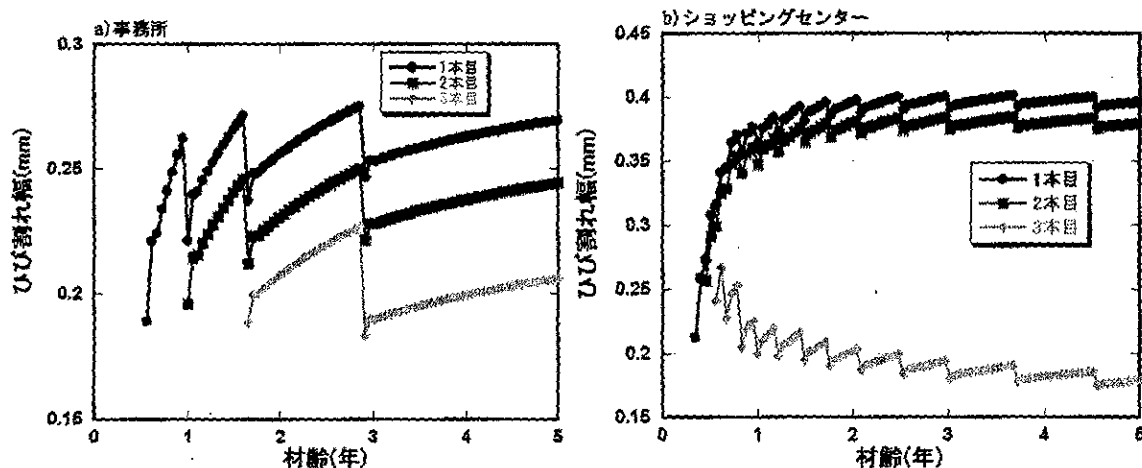 a)事務所
0.3
0.25
0.2
0.15
0
1
2
3
4
5
ひび割れ幅(mm)
材齢(年)
1本目
2本目
3本目
b)ショッピングセンター
0.45
0.4
0.35
0.3
0.25
0.2
0.15
0
1
2
3
4
5
ひび割れ幅(mm)
材齢(年)
1本目
2本目
3本目